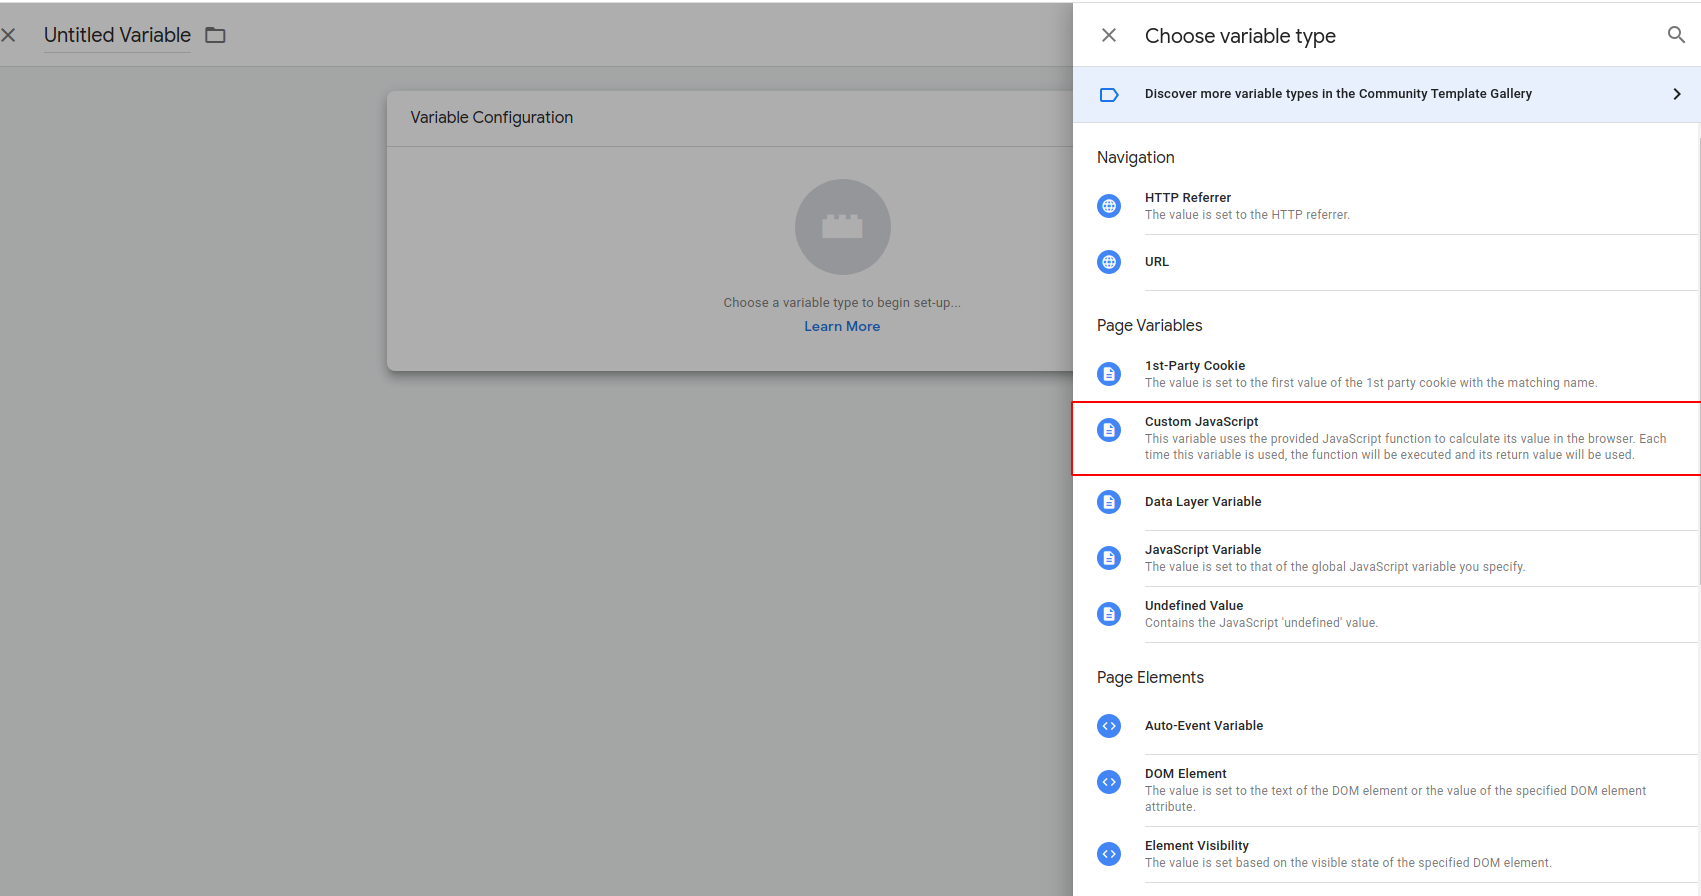 Untitled Variable
Variable Configuration
Choose a variable type to begin set-up...
Learn More
Choose variable type
Discover more variable types in the Community Template Gallery
Navigation
HTTP Referrer
The value is set to the HTTP referrer.
URL
Page Variables
1st-Party Cookie
The value is set to the first value of the 1st party cookie with the matching name.
Custom JavaScript
This variable uses the provided JavaScript function to calculate its value in the browser. Each
time this variable is used, the function will be executed and its return value will be used.
Data Layer Variable
JavaScript Variable
The value is set to that of the global JavaScript variable you specify.
Undefined Value
Contains the JavaScript 'undefined' value.
Page Elements
Auto-Event Variable
DOM Element
The value is set to the text of the DOM element or the value of the specified DOM element
attribute.
Element Visibility
The value is set based on the visible state of the specified DOM element.